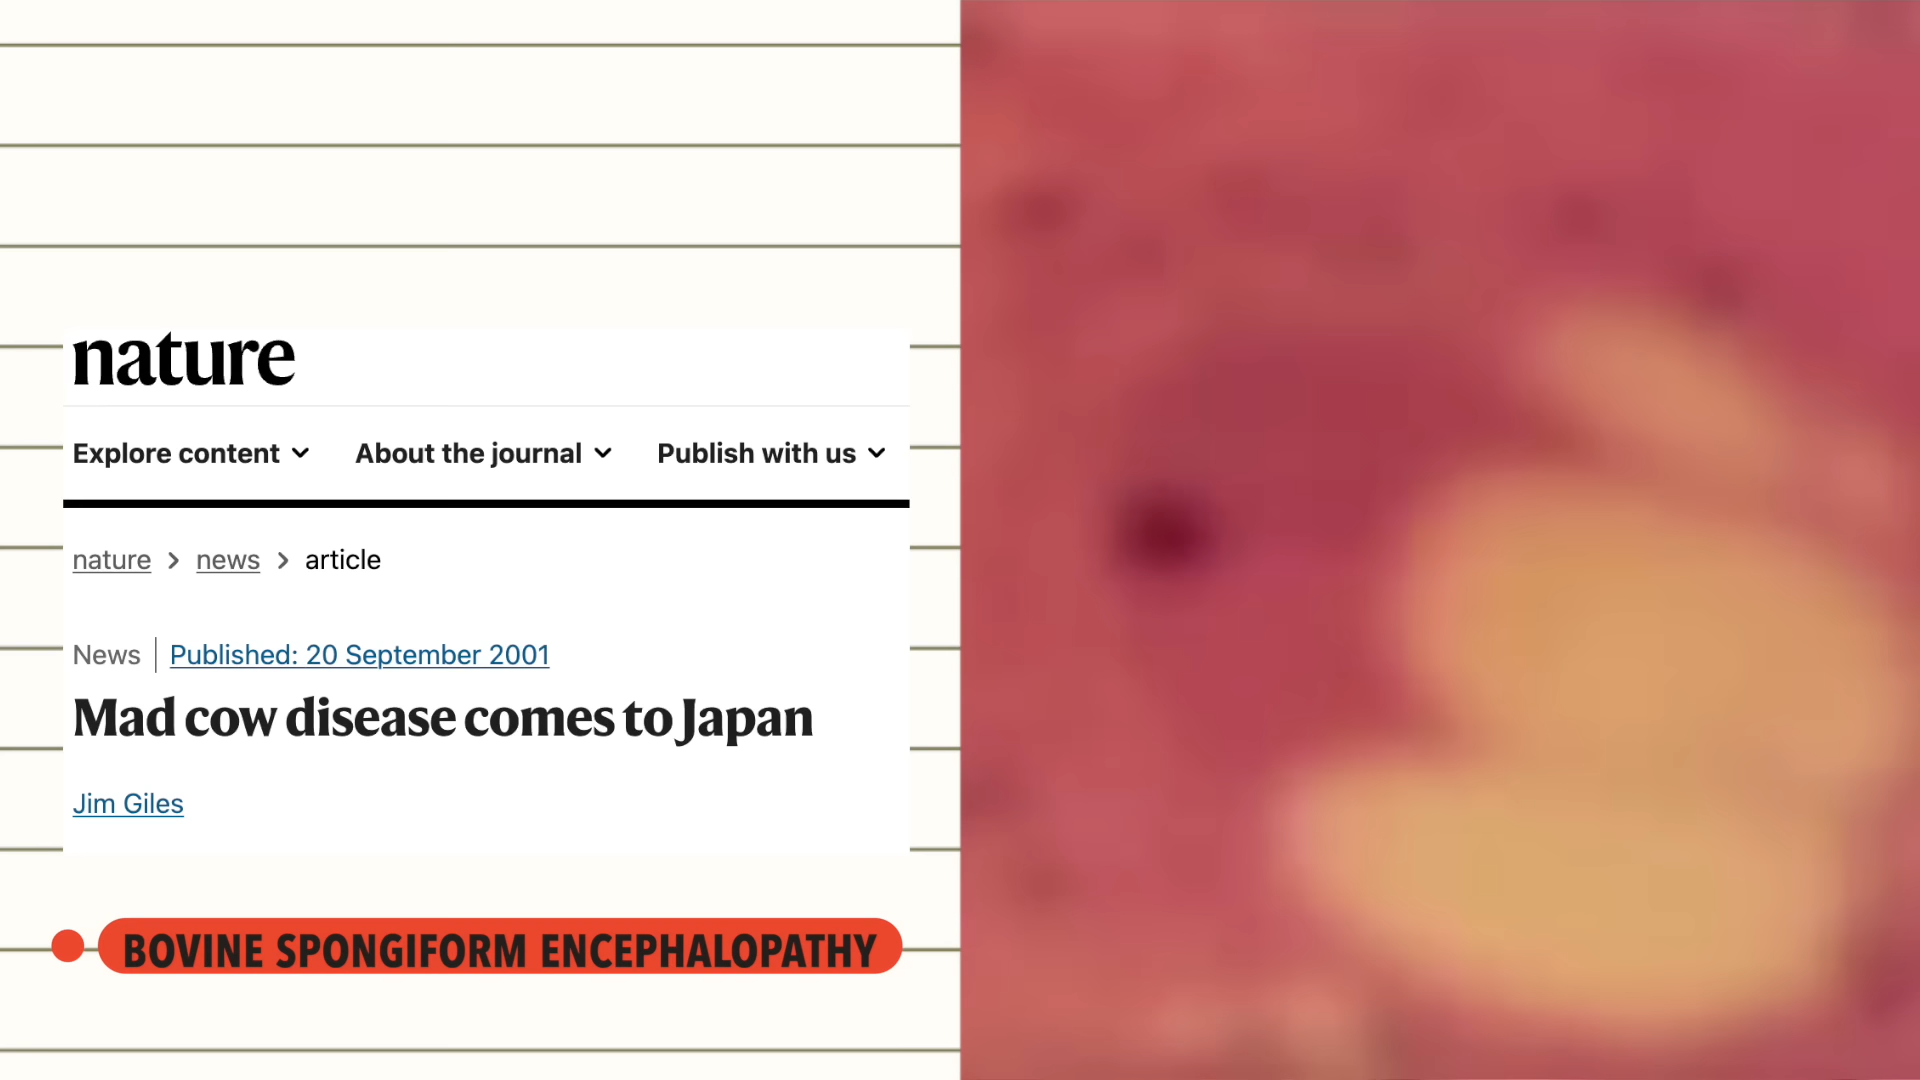 nature
Explore content About the journal Publish with us
nature > news > article
News | Published: 20 September 2001
Mad cow disease comes to Japan
Jim Giles
BOVINE SPONGIFORM ENCEPHALOPATHY